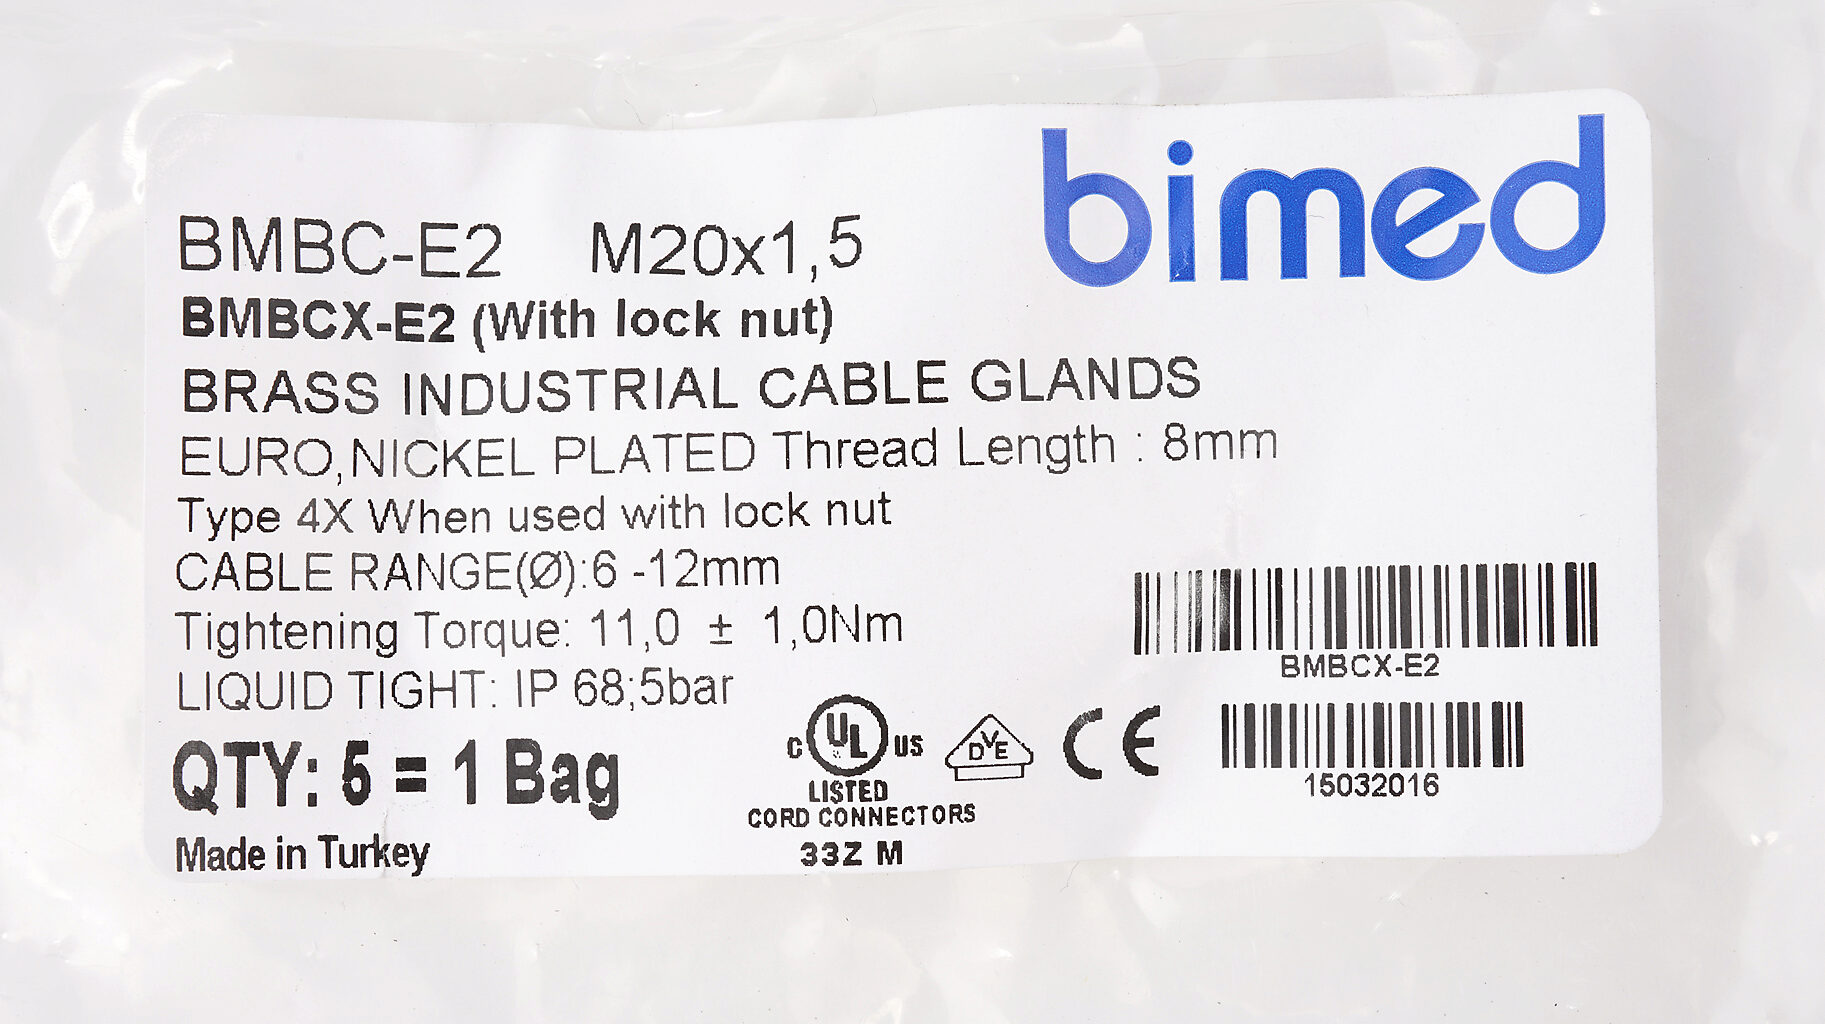 bimed
BMBC-E2 M20x1,5
BMBCX-E2 (With lock nut)
BRASS INDUSTRIAL CABLE GLANDS
EURO,NICKEL PLATED Thread Length : 8mm
Type 4X When used with lock nut
CABLE RANGE(Ø):6 -12mm
Tightening Torque: 11,0 ± 1,0Nm
LIQUID TIGHT: IP 68;5bar
QTY: 5 = 1 Bag
Made in Turkey
C UL US
LISTED
CORD CONNECTORS
33Z M
DVE
CE
BMBCX-E2
15032016